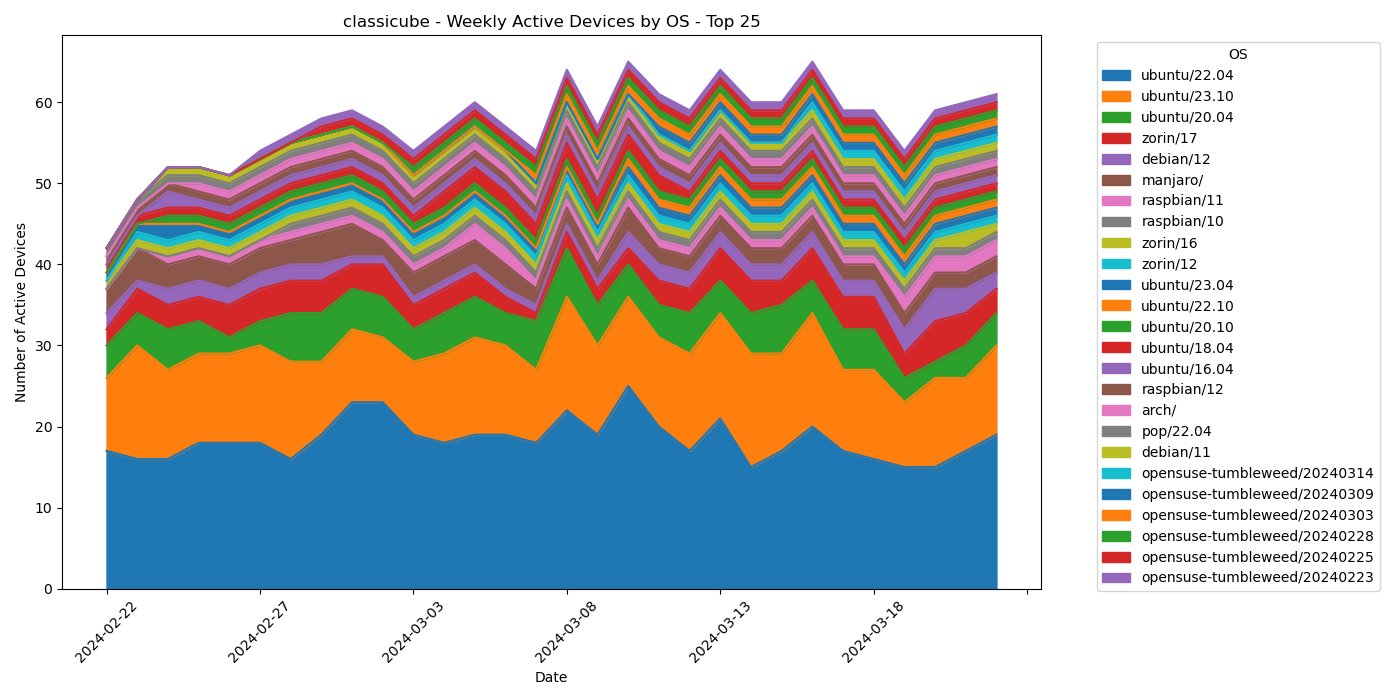 classicube - Weekly Active Devices by OS - Top 25
Number of Active Devices
60
50
40
30
20
10
0
2024-02-22
2024-02-27
2024-03-03
2024-03-08
2024-03-13
2024-03-18
Date
OS
ubuntu/22.04
ubuntu/23.10
ubuntu/20.04
zorin/17
debian/12
manjaro/
raspbian/11
raspbian/10
zorin/16
zorin/12
ubuntu/23.04
ubuntu/22.10
ubuntu/20.10
ubuntu/18.04
ubuntu/16.04
raspbian/12
arch/
pop/22.04
debian/11
opensuse-tumbleweed/20240314
opensuse-tumbleweed/20240309
opensuse-tumbleweed/20240303
opensuse-tumbleweed/20240228
opensuse-tumbleweed/20240225
opensuse-tumbleweed/20240223